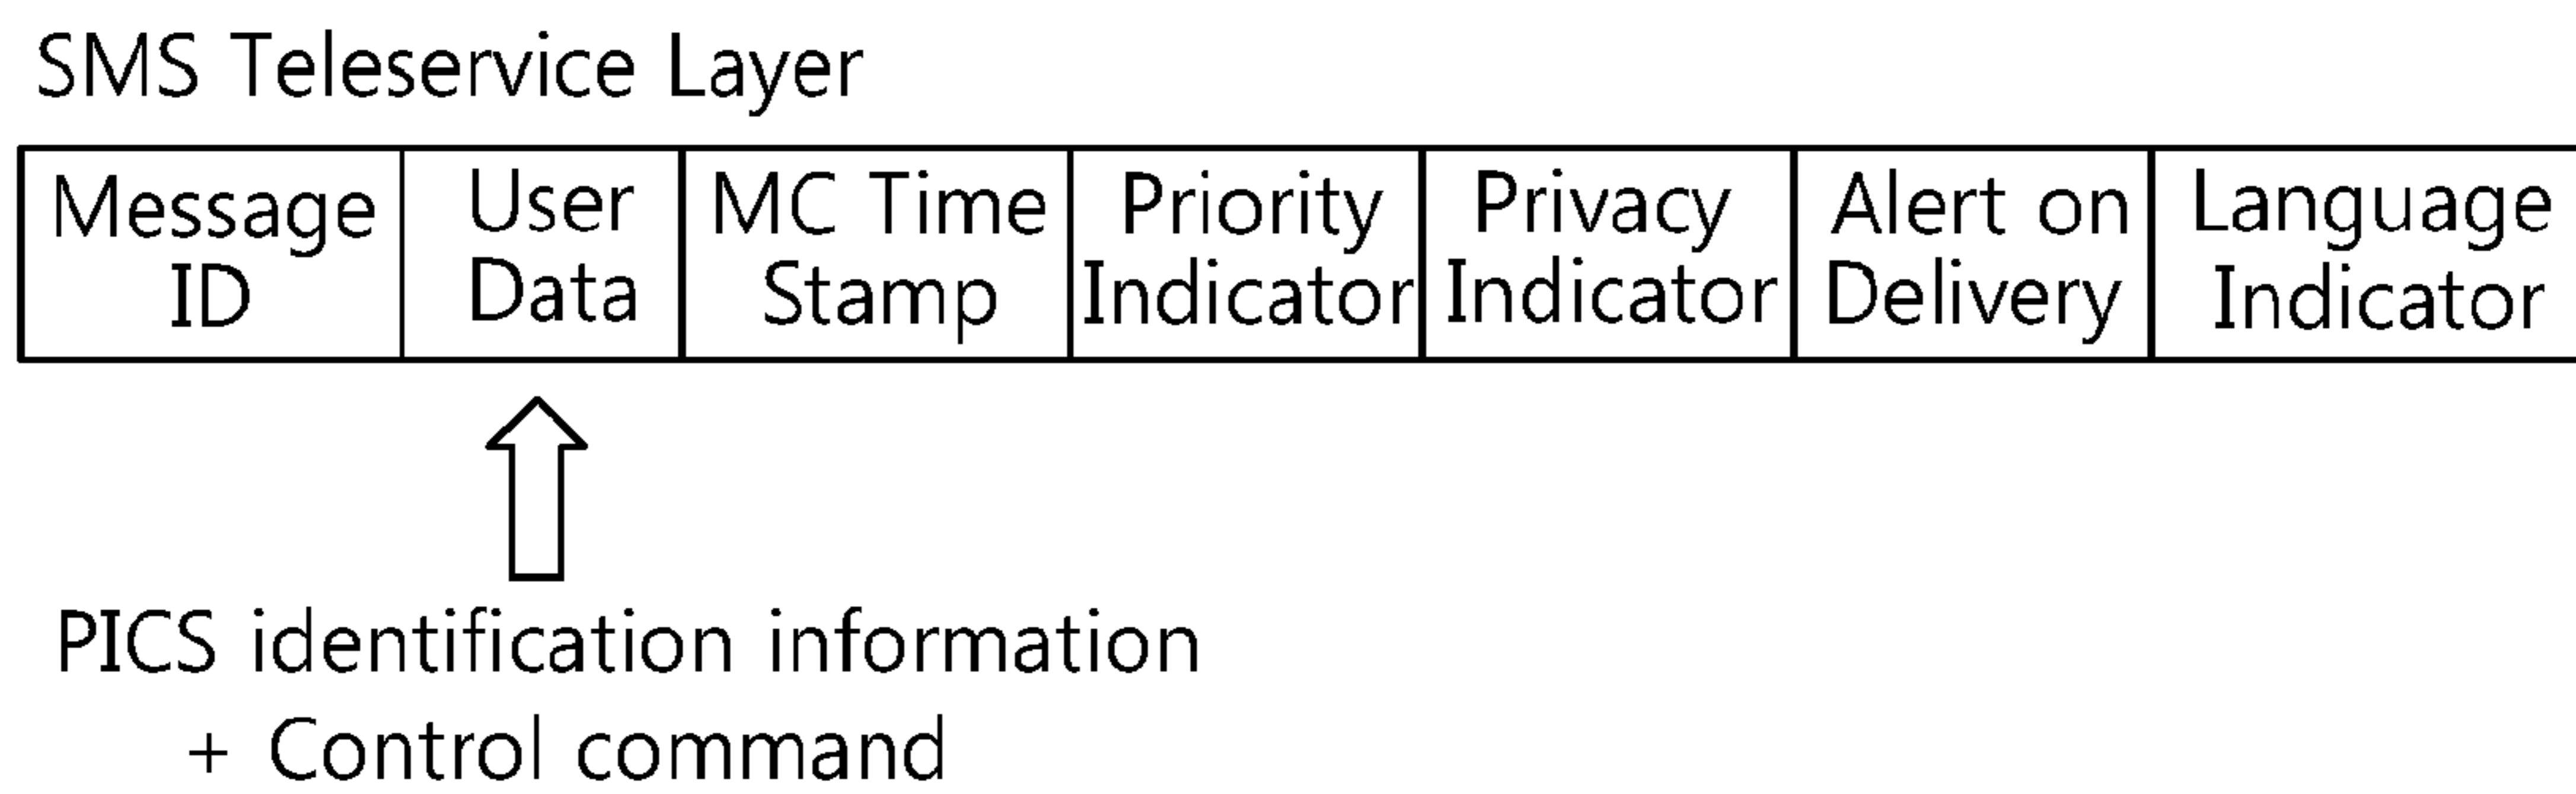 SMS Teleservice Layer
Message ID
User Data
MC Time Stamp
Priority Indicator
Privacy Indicator
Alert on Delivery
Language Indicator
PICS identification information
+ Control command